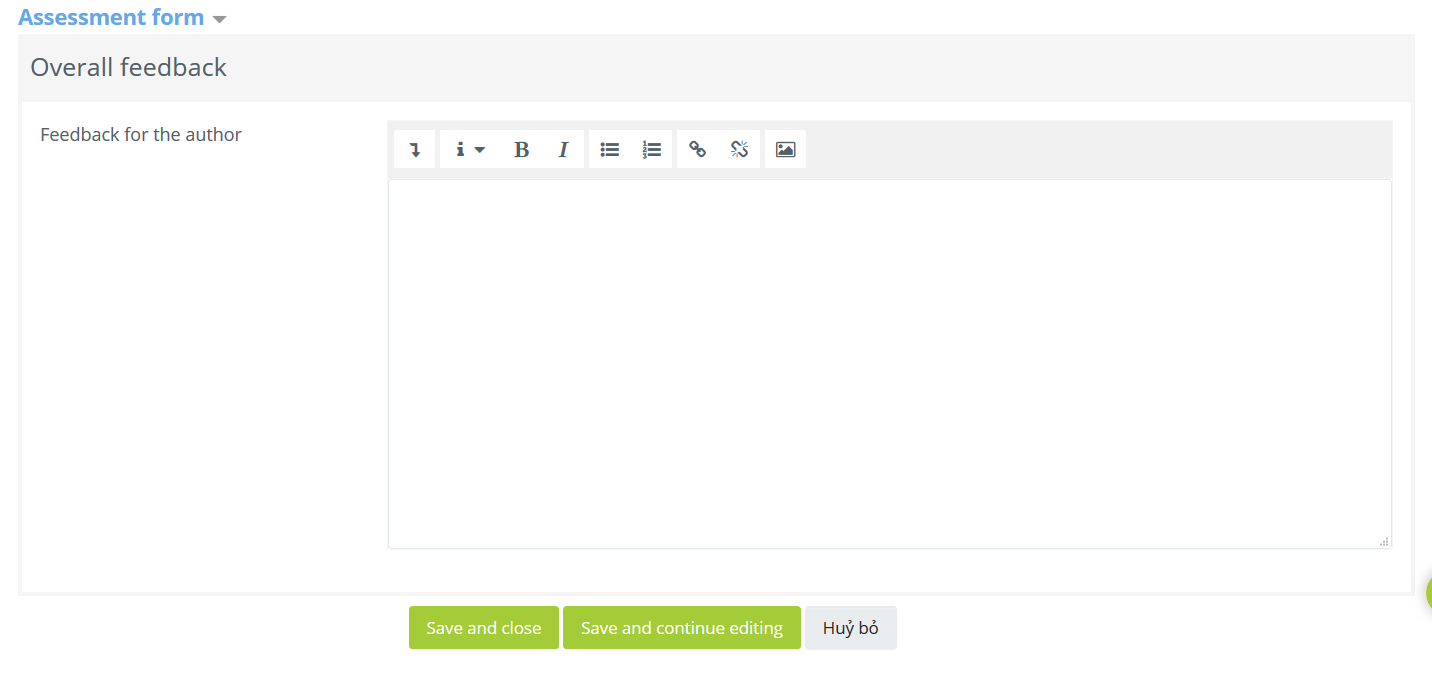 Assessment form
Overall feedback
Feedback for the author
B I
Save and close Save and continue editing Huỷ bỏ